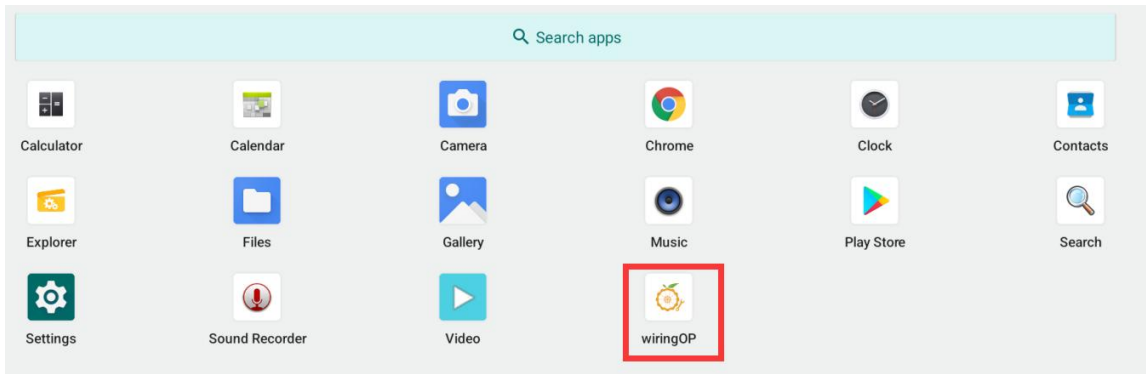 Search apps
Calculator
Calendar
Camera
Chrome
Clock
Contacts
Explorer
Files
Gallery
Music
Play Store
Search
Settings
Sound Recorder
Video
wiringOP